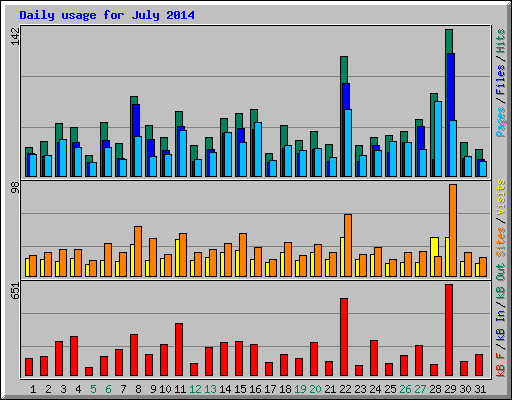 Daily usage for July 2014
142
Pages / Files / Hits
98
Sites / Visits
651
kB F / kB In / kB Out
1 2 3 4 5 6 7 8 9 10 11 12 13 14 15 16 17 18 19 20 21 22 23 24 25 26 27 28 29 30 31